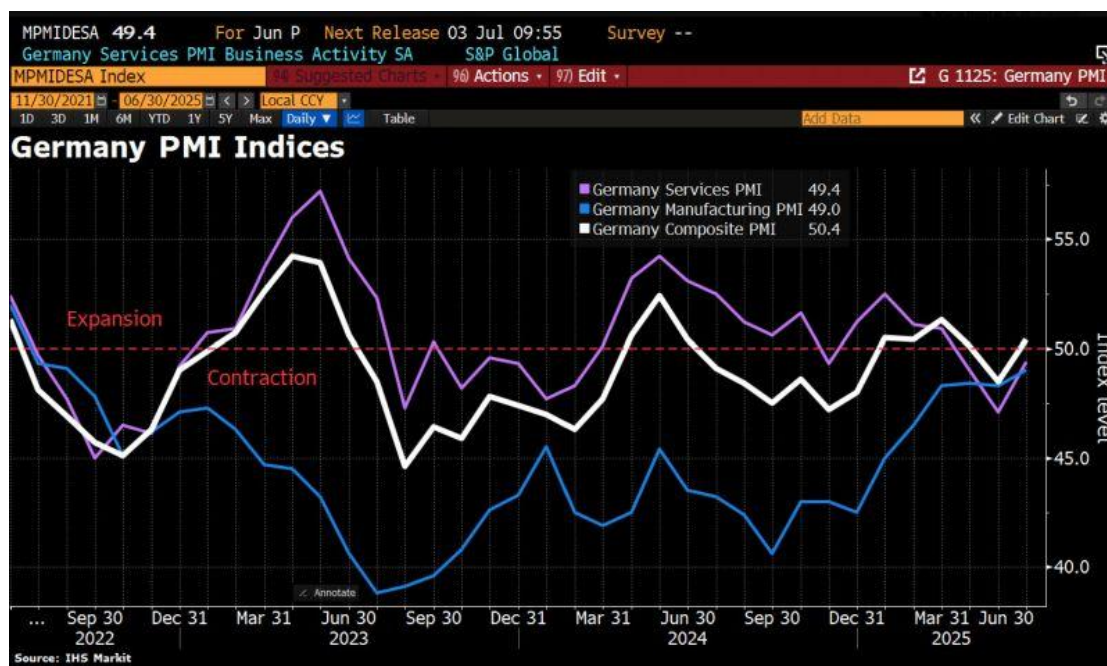 MPMIDESA 49.4 For Jun P Next Release 03 Jul 09:55 Survey --
Germany Services PMI Business Activity SA S&P Global
MPMIDESA Index 94) Suggested Charts 96) Actions 97) Edit G 1125: Germany PMI
11/30/2021 - 06/30/2025 Local CCY
1D 3D 1M 6M YTD 1Y 5Y Max Daily ▼ Table Add Data « Edit Chart
Germany PMI Indices
Germany Services PMI 49.4
Germany Manufacturing PMI 49.0
Germany Composite PMI 50.4
55.0
Expansion
50.0
Contraction
Index level
45.0
40.0
Annotate
... Sep 30 Dec 31 Mar 31 Jun 30 Sep 30 Dec 31 Mar 31 Jun 30 Sep 30 Dec 31 Mar 31 Jun 30
2022 2023 2024 2025
Source: IHS Markit